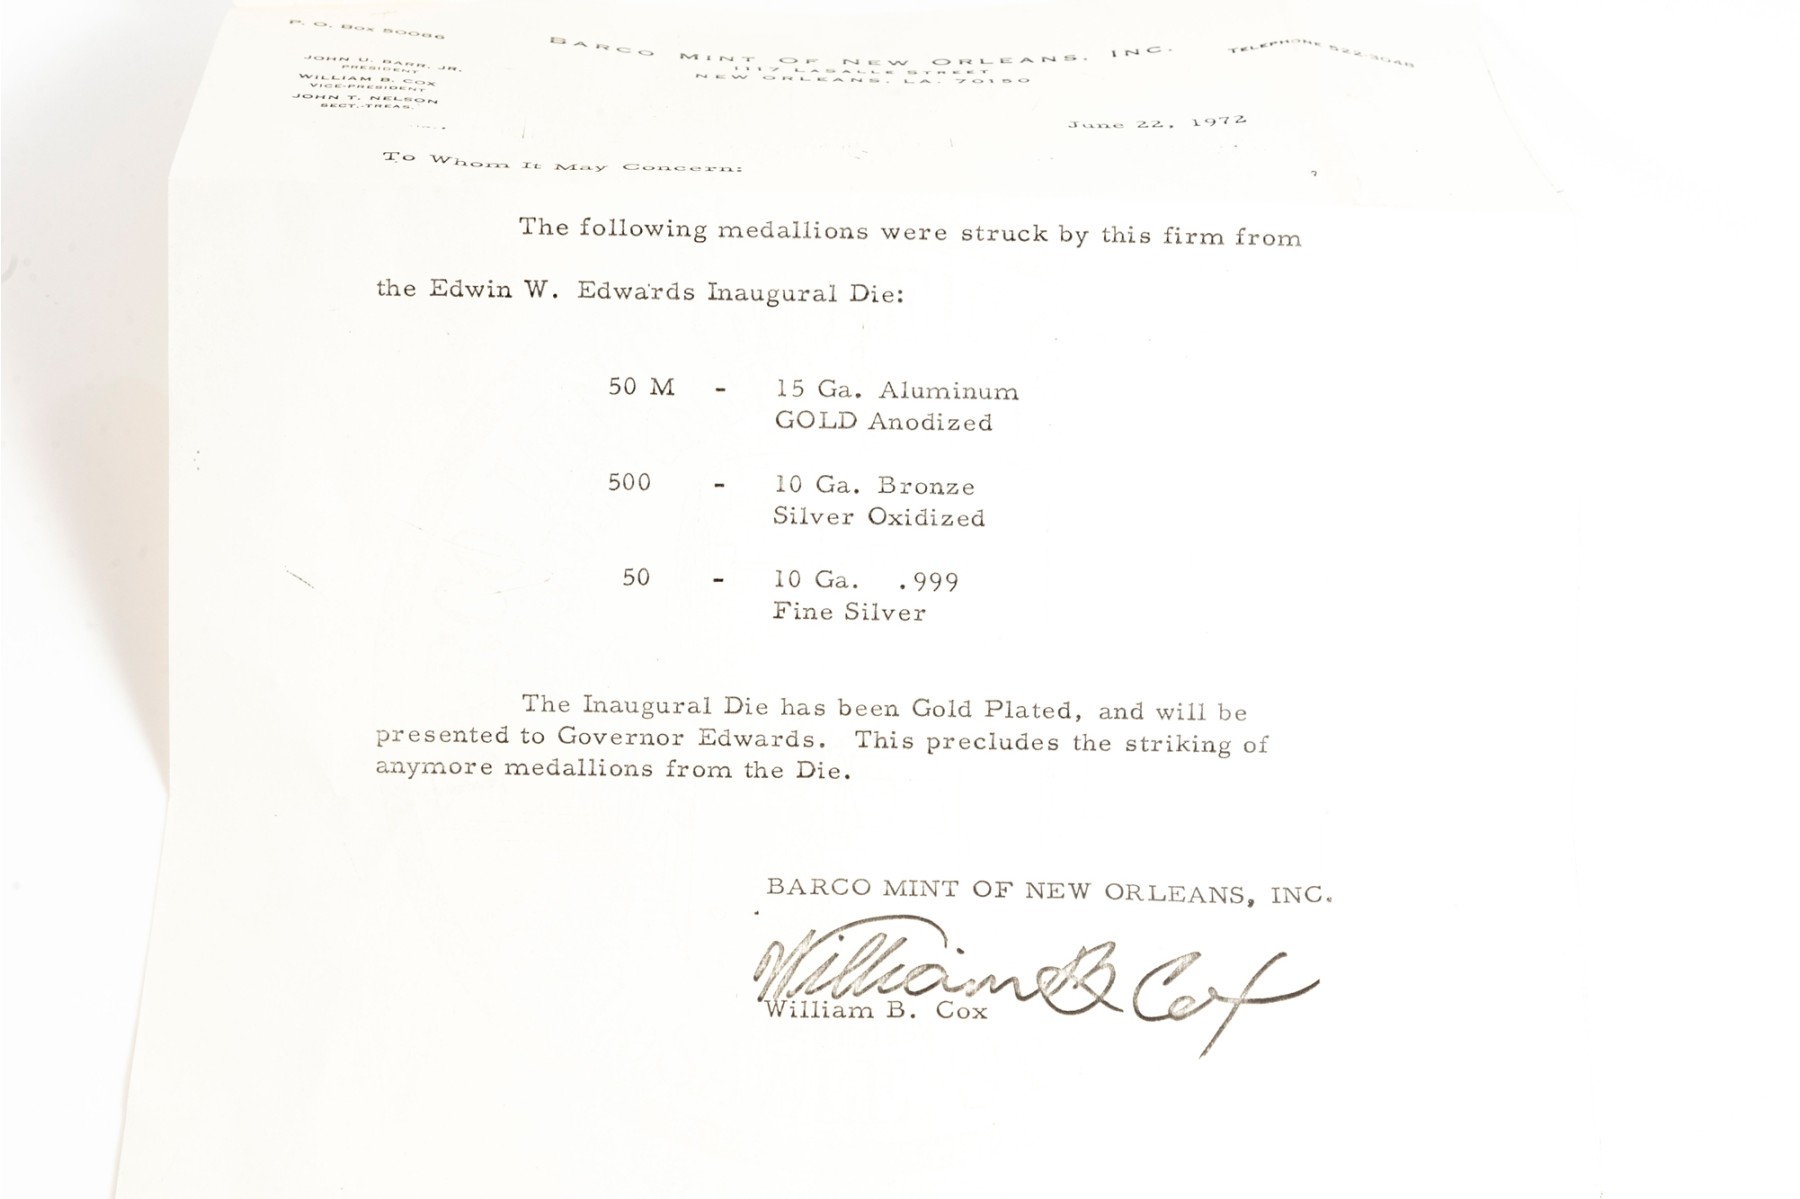 P. O. Box 50086
BARCO MINT OF NEW ORLEANS, INC.
TELEPHONE 522-3048
1117 LASALLE STREET
NEW ORLEANS, LA. 70150
JOHN U. BARR, JR.
PRESIDENT
WILLIAM B. COX
VICE-PRESIDENT
JOHN T. NELSON
SECT.-TREAS.
June 22, 1972
To Whom It May Concern:
The following medallions were struck by this firm from
the Edwin W. Edwards Inaugural Die:
50 M - 15 Ga. Aluminum
GOLD Anodized
500 - 10 Ga. Bronze
Silver Oxidized
50 - 10 Ga. .999
Fine Silver
The Inaugural Die has been Gold Plated, and will be
presented to Governor Edwards. This precludes the striking of
anymore medallions from the Die.
BARCO MINT OF NEW ORLEANS, INC.
William B Cox
William B. Cox